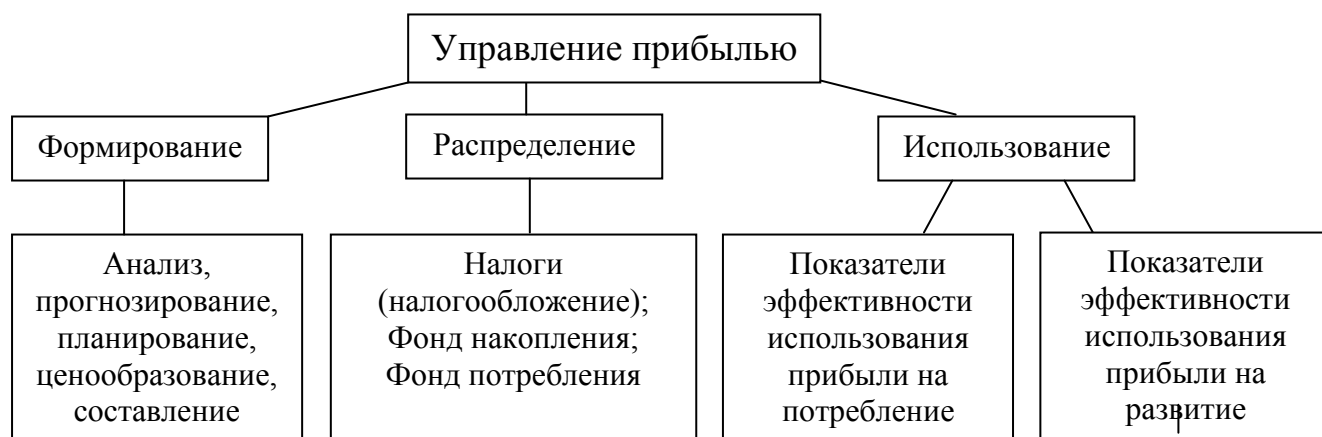 Управление прибылью
Формирование
Распределение
Использование
Анализ,
прогнозирование,
планирование,
ценообразование,
составление
Налоги
(налогообложение);
Фонд накопления;
Фонд потребления
Показатели
эффективности
использования
прибыли на
потребление
Показатели
эффективности
использования
прибыли на
развитие